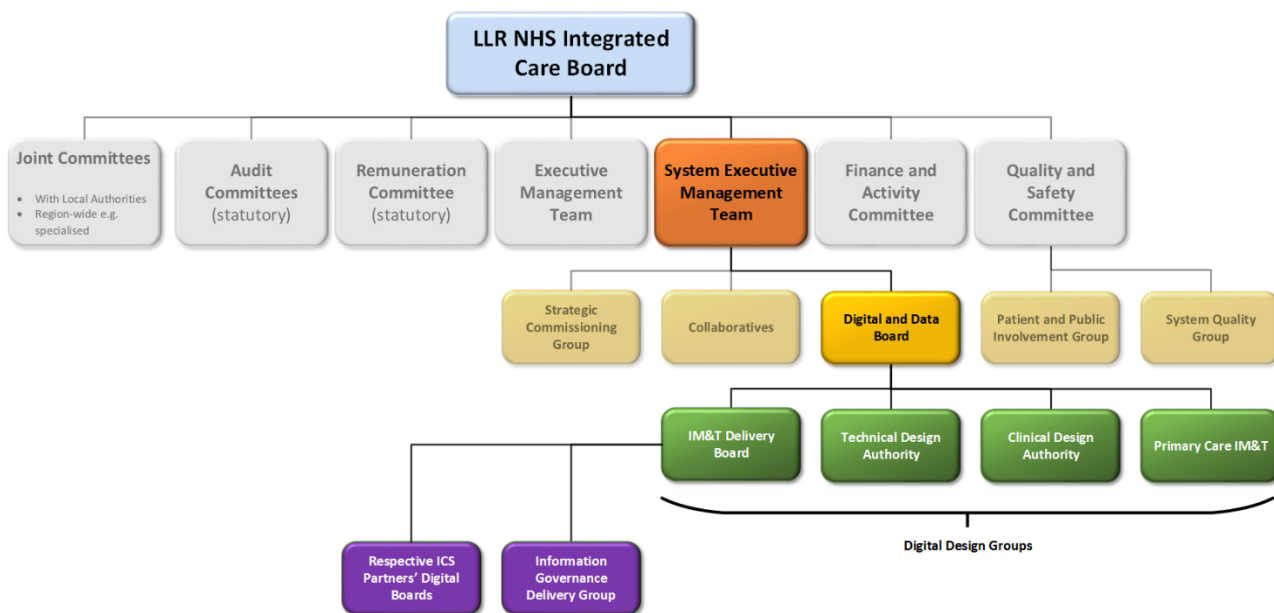 LLR NHS Integrated
Care Board
Joint Committees
• With Local Authorities
• Region-wide e.g.
specialised
Audit
Committees
(statutory)
Remuneration
Committee
(statutory)
Executive
Management
Team
System Executive
Management
Team
Finance and
Activity
Committee
Quality and
Safety
Committee
Strategic
Commissioning
Group
Collaboratives
Digital and Data
Board
Patient and Public
Involvement Group
System Quality
Group
IM&T Delivery
Board
Technical Design
Authority
Clinical Design
Authority
Primary Care IM&T
Digital Design Groups
Respective ICS
Partners’ Digital
Boards
Information
Governance
Delivery Group